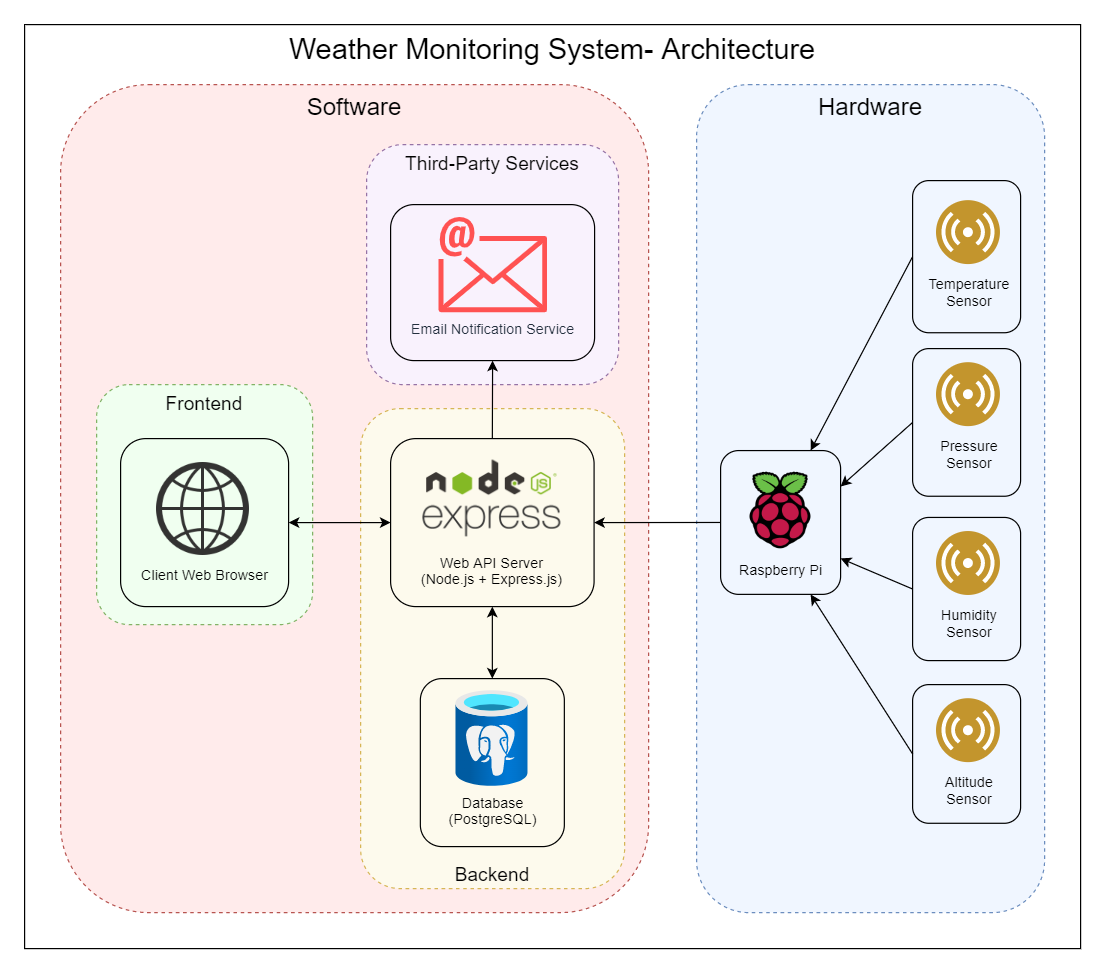 Weather Monitoring System- Architecture
Software
Hardware
Third-Party Services
@
Email Notification Service
Temperature
Sensor
Pressure
Sensor
Frontend
Client Web Browser
node
JS
express
Web API Server
(Node.js + Express.js)
Raspberry Pi
Humidity
Sensor
Database
(PostgreSQL)
Altitude
Sensor
Backend